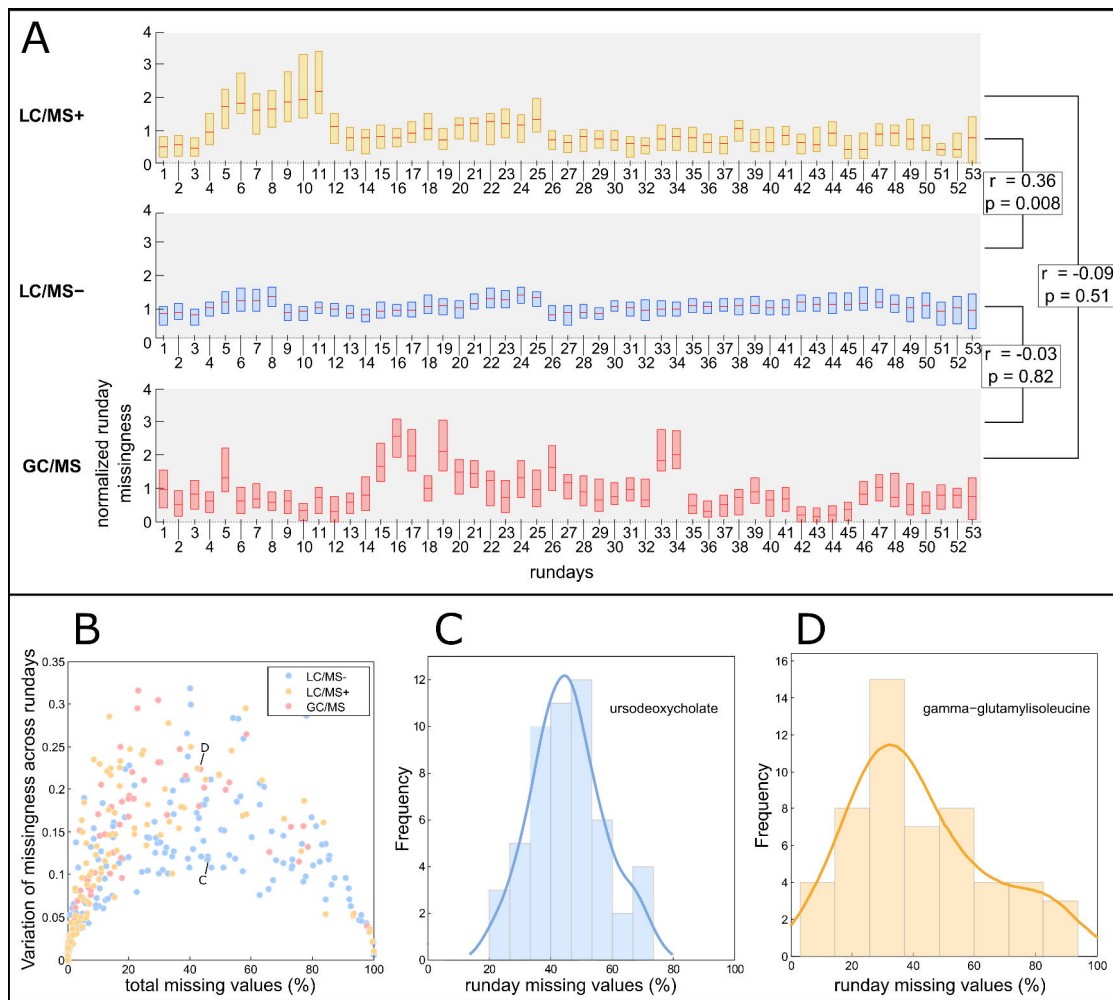 A
4
3
2
1
0
LC/MS+
1 3 5 7 9 11 13 15 17 19 21 23 25 27 29 31 33 35 37 39 41 43 45 47 49 51 53
2 4 6 8 10 12 14 16 18 20 22 24 26 28 30 32 34 36 38 40 42 44 46 48 50 52
r = 0.36
p = 0.008
4
3
2
1
0
LC/MS−
1 3 5 7 9 11 13 15 17 19 21 23 25 27 29 31 33 35 37 39 41 43 45 47 49 51 53
2 4 6 8 10 12 14 16 18 20 22 24 26 28 30 32 34 36 38 40 42 44 46 48 50 52
r = -0.09
p = 0.51
r = -0.03
p = 0.82
4
3
2
1
0
GC/MS
normalized runday
missingness
1 3 5 7 9 11 13 15 17 19 21 23 25 27 29 31 33 35 37 39 41 43 45 47 49 51 53
2 4 6 8 10 12 14 16 18 20 22 24 26 28 30 32 34 36 38 40 42 44 46 48 50 52
rundays
B
Variation of missingness across rundays
0.35
0.3
0.25
0.2
0.15
0.1
0.05
0
LC/MS-
LC/MS+
GC/MS
D
C
0 20 40 60 80 100
total missing values (%)
C
Frequency
12
10
8
6
4
2
0
ursodeoxycholate
0 20 40 60 80 100
runday missing values (%)
D
Frequency
16
14
12
10
8
6
4
2
0
gamma−glutamylisoleucine
0 20 40 60 80 100
runday missing values (%)